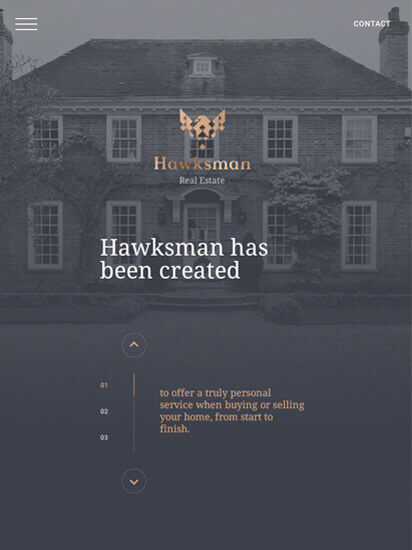 CONTACT
Hawksman
Real Estate
Hawksman has
been created
01
to offer a truly personal
service when buying or selling
02
your home, from start to
finish.
03